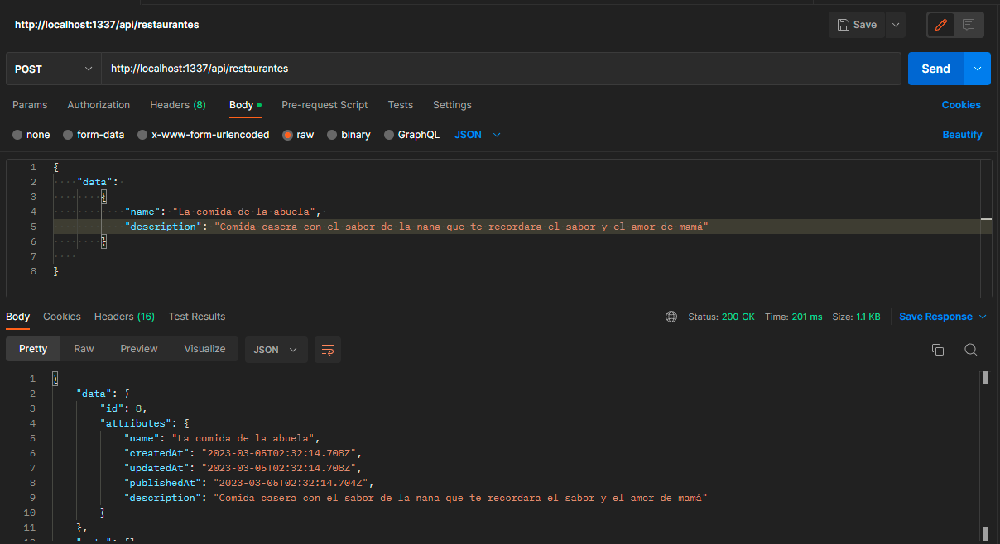 http://localhost:1337/api/restaurantes Save
POST http://localhost:1337/api/restaurantes Send
Params Authorization Headers (8) Body Pre-request Script Tests Settings Cookies
none form-data x-www-form-urlencoded raw binary GraphQL JSON Beautify
1 {
2 "data":
3 {
4 "name": "La comida de la abuela",
5 "description": "Comida casera con el sabor de la nana que te recordara el sabor y el amor de mamá"
6 }
7
8 }
Body Cookies Headers (16) Test Results Status: 200 OK Time: 201 ms Size: 1.1 KB Save Response
Pretty Raw Preview Visualize JSON
1 {
2 "data": {
3 "id": 8,
4 "attributes": {
5 "name": "La comida de la abuela",
6 "createdAt": "2023-03-05T02:32:14.708Z",
7 "updatedAt": "2023-03-05T02:32:14.708Z",
8 "publishedAt": "2023-03-05T02:32:14.704Z",
9 "description": "Comida casera con el sabor de la nana que te recordara el sabor y el amor de mamá"
10 }
11 },